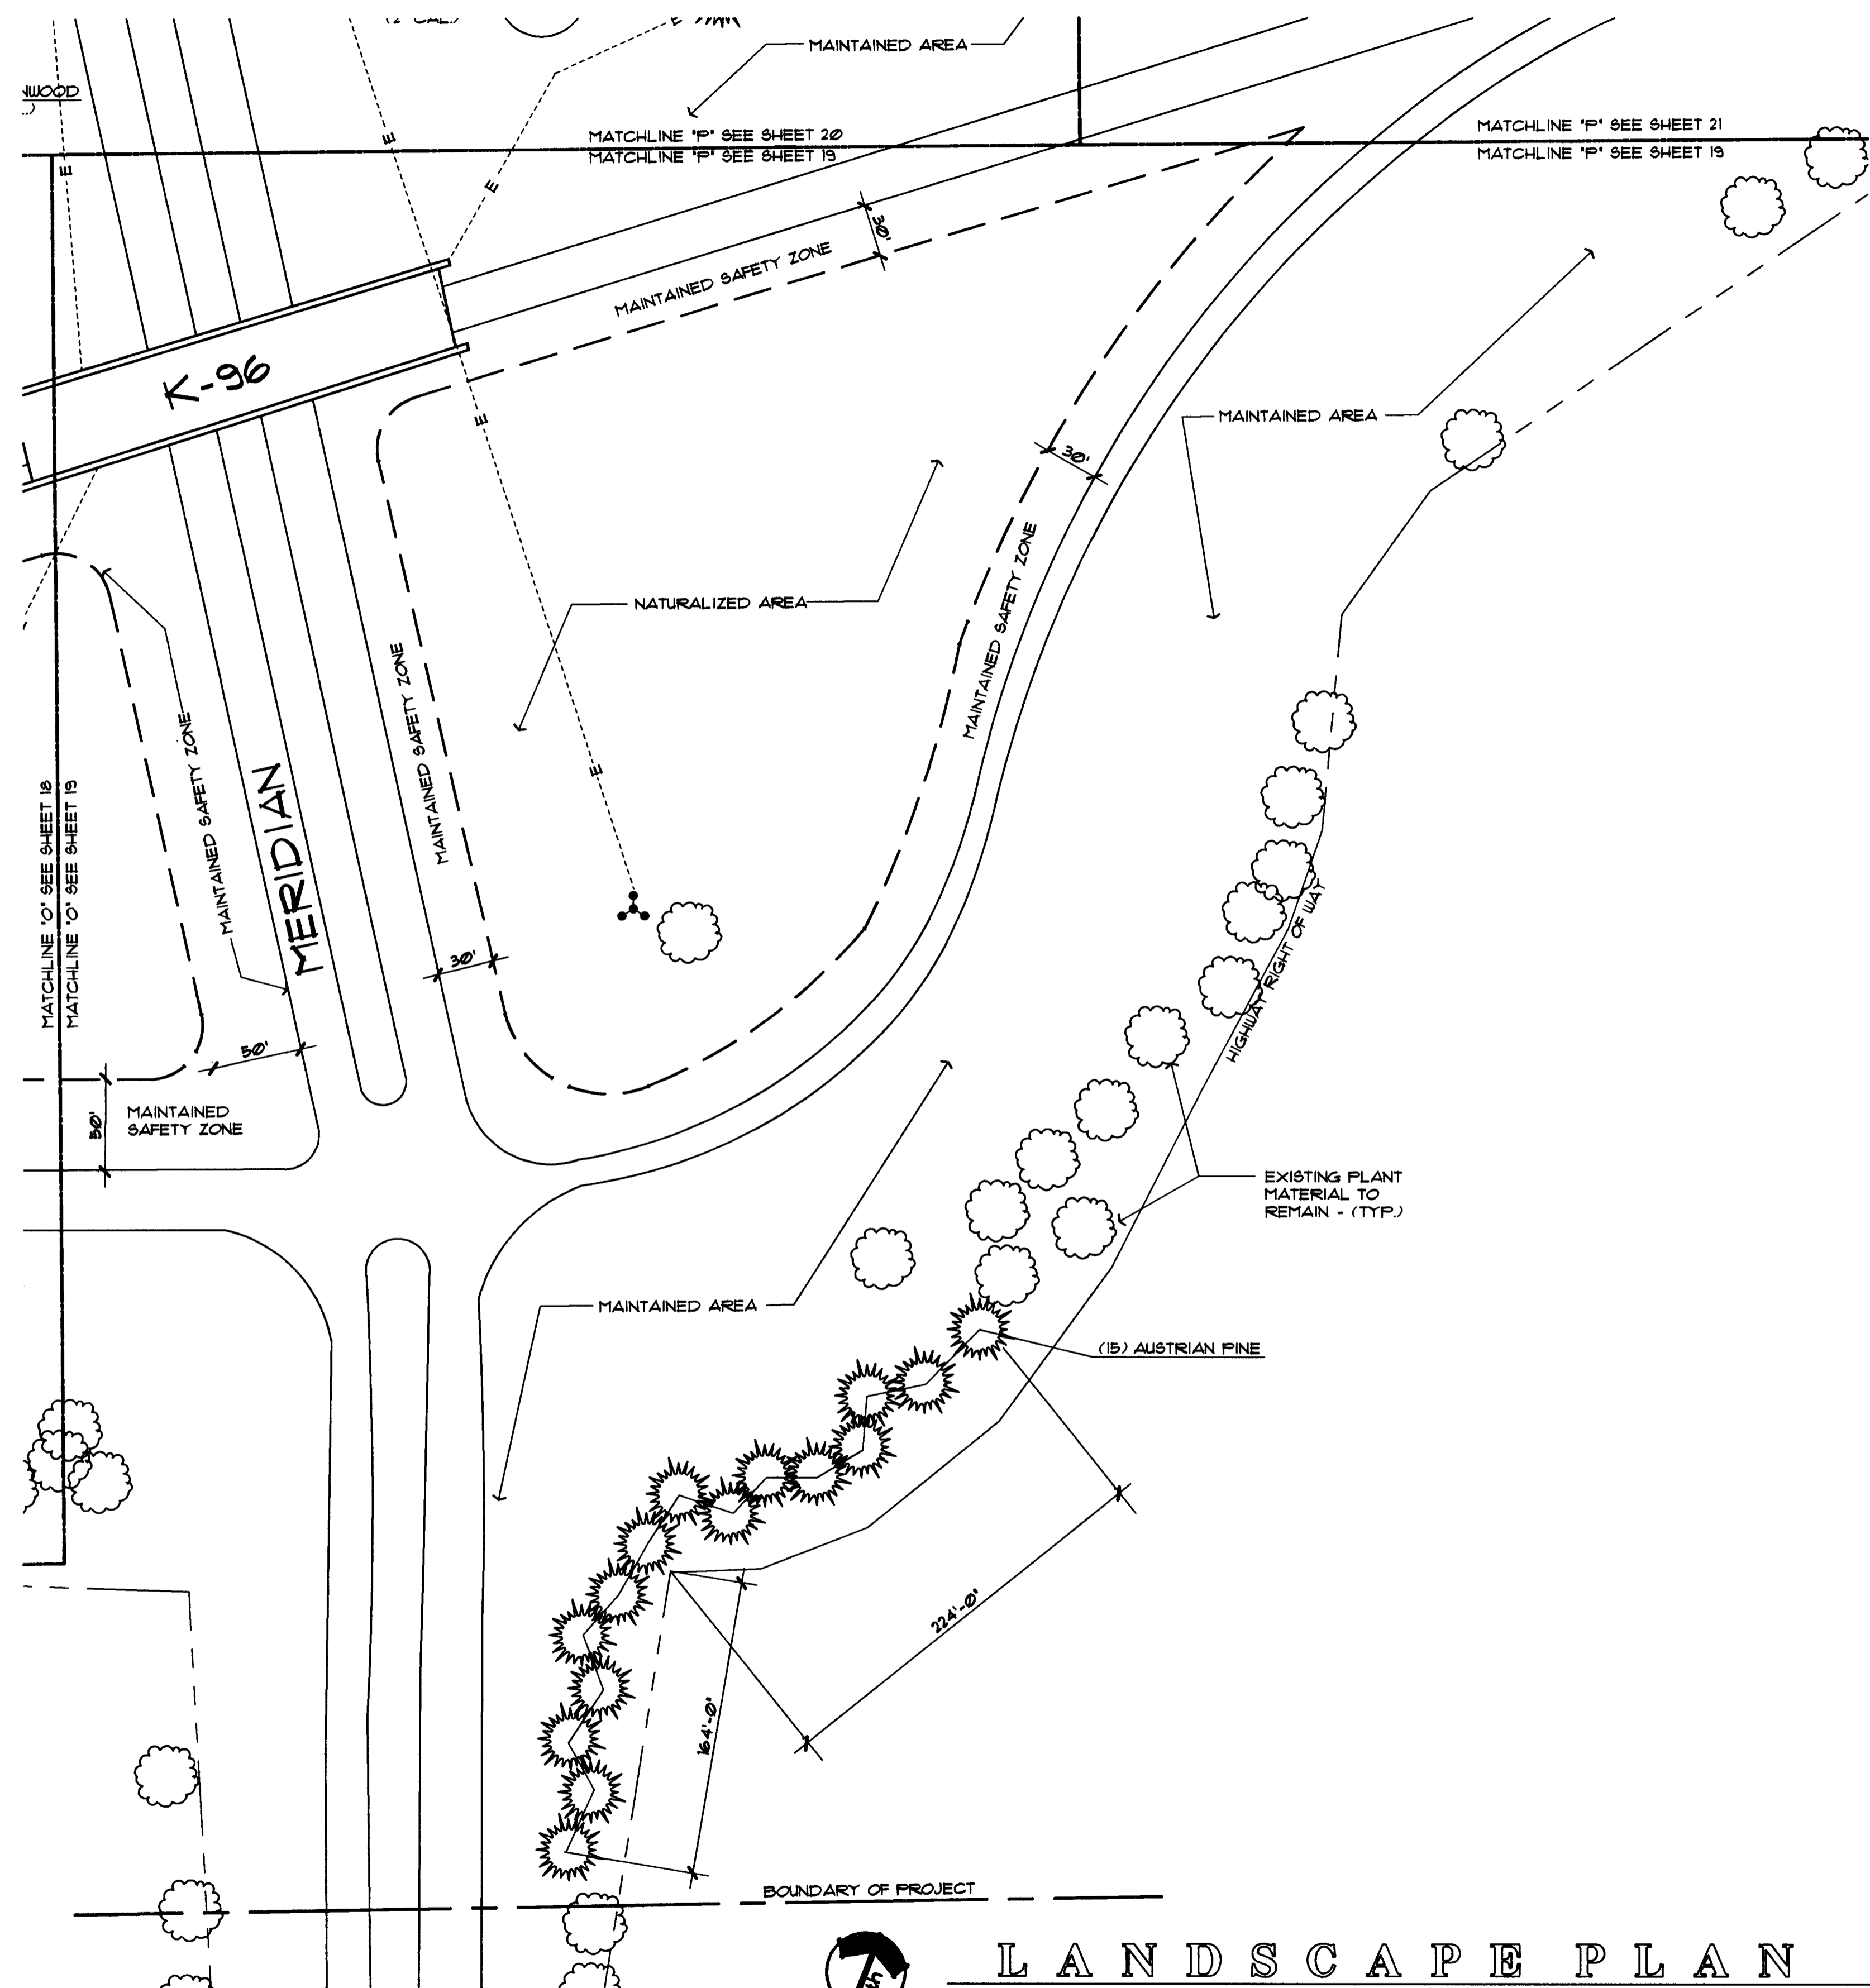 MAINTAINED AREA
MATCHLINE "P" SEE SHEET 20
MATCHLINE "P" SEE SHEET 19
MATCHLINE "P" SEE SHEET 21
MATCHLINE "P" SEE SHEET 19
E
E
E
E
30'
MAINTAINED SAFETY ZONE
K-96
E
MAINTAINED AREA
30'
NATURALIZED AREA
MAINTAINED SAFETY ZONE
MAINTAINED SAFETY ZONE
MAINTAINED SAFETY ZONE
E
MERIDIAN
MATCHLINE "O" SEE SHEET 18
MATCHLINE "O" SEE SHEET 19
HIGHWAY RIGHT OF WAY
30'
50'
50'
MAINTAINED
SAFETY ZONE
EXISTING PLANT
MATERIAL TO
REMAIN - (TYP.)
MAINTAINED AREA
(15) AUSTRIAN PINE
224'-0"
164'-0"
BOUNDARY OF PROJECT
LANDSCAPE PLAN